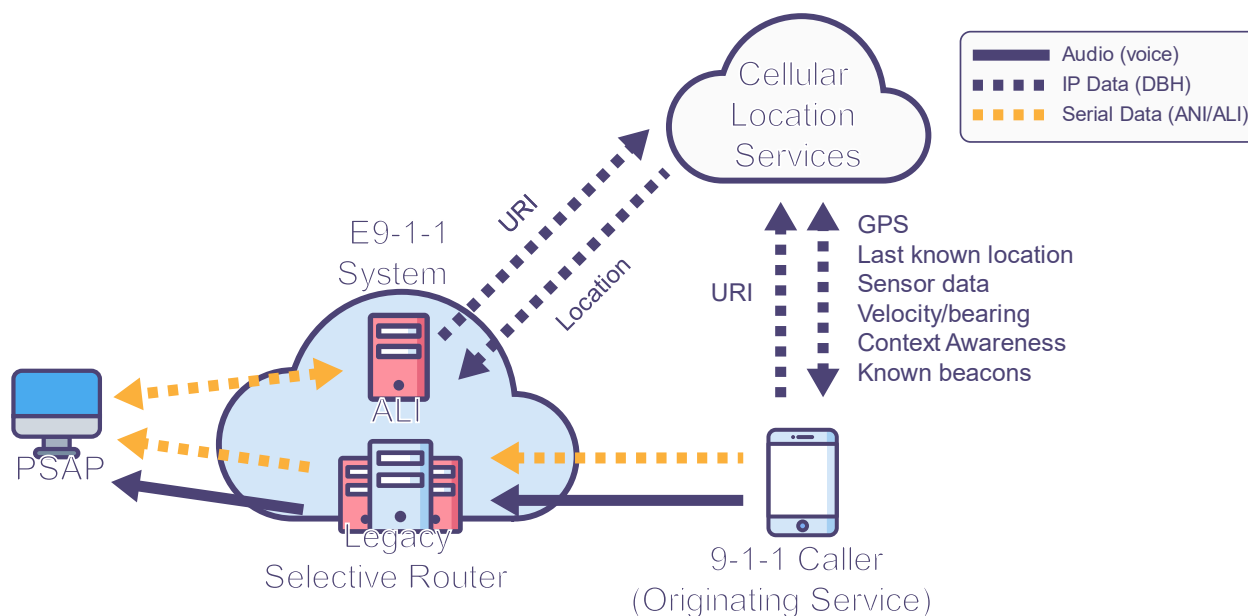 Cellular
Location
Services
Audio (voice)
IP Data (DBH)
Serial Data (ANI/ALI)
URI
Location
E9-1-1
System
URI
GPS
Last known location
Sensor data
Velocity/bearing
Context Awareness
Known beacons
ALI
PSAP
Legacy
Selective Router
9-1-1 Caller
(Originating Service)